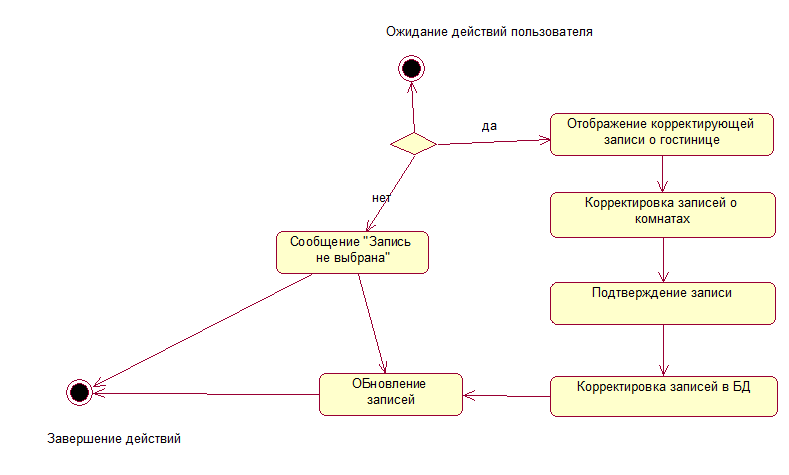 Ожидание действий пользователя
да
Отображение корректирующей
записи о гостинице
нет
Корректировка записей о
комнатах
Сообщение "Запись
не выбрана"
Подтверждение записи
ОБновление
записей
Корректировка записей в БД
Завершение действий